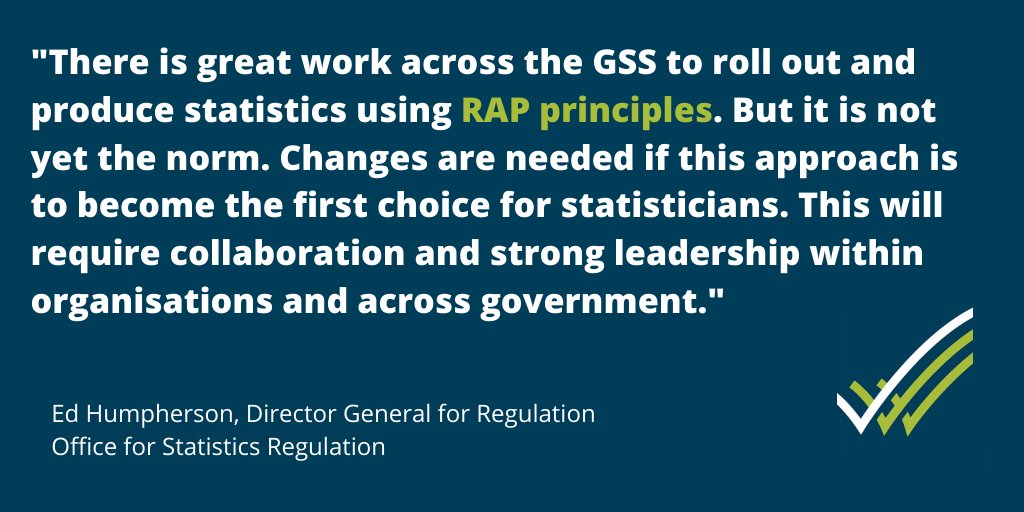 "There is great work across the GSS to roll out and
produce statistics using RAP principles. But it is not
yet the norm. Changes are needed if this approach is
to become the first choice for statisticians. This will
require collaboration and strong leadership within
organisations and across government."
Ed Humpherson, Director General for Regulation
Office for Statistics Regulation